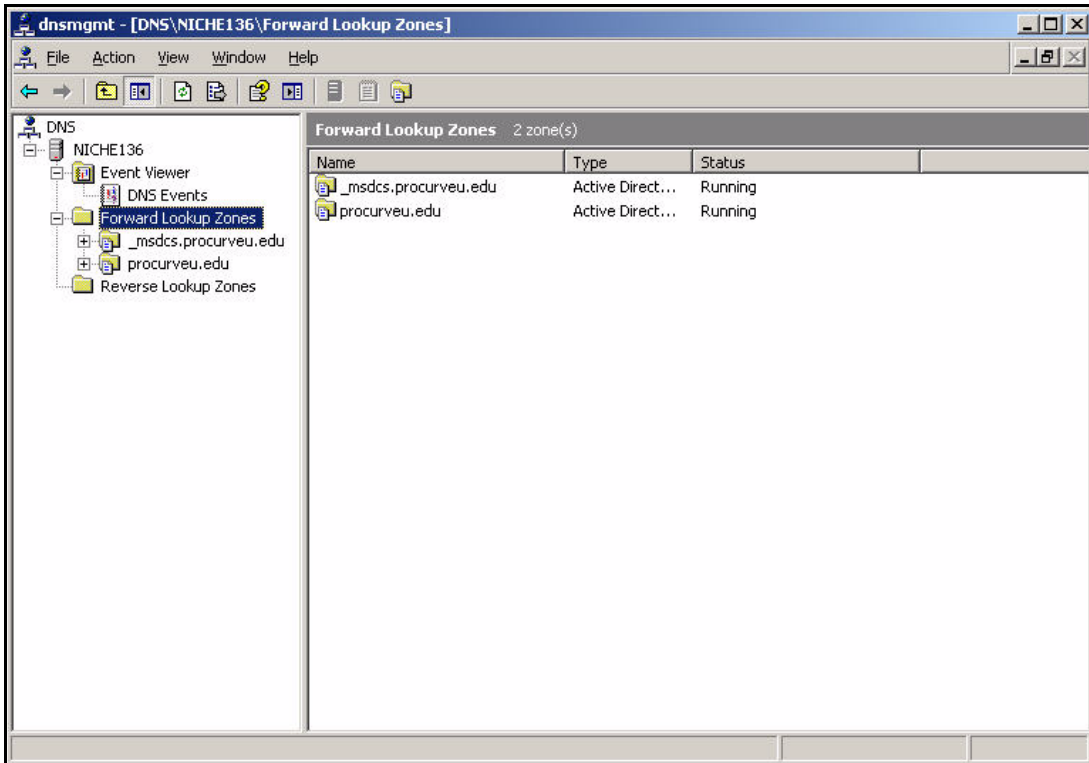 dnsmgmt - [DNS\NICHE136\Forward Lookup Zones]
File Action View Window Help
DNS
NICHE136
Event Viewer
DNS Events
Forward Lookup Zones
_msdcs.procurveu.edu
procurveu.edu
Reverse Lookup Zones
Forward Lookup Zones 2 zone(s)
Name Type Status
_msdcs.procurveu.edu Active Direct... Running
procurveu.edu Active Direct... Running